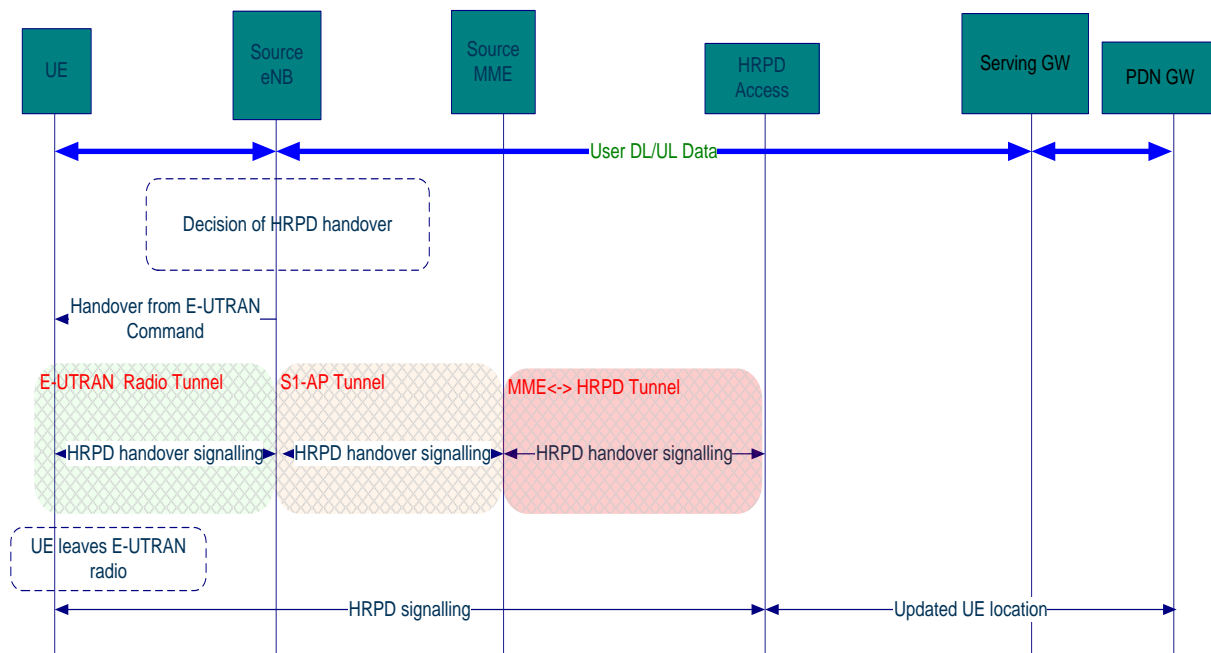 UE
Source
eNB
Source
MME
HRPD
Access
Serving GW
PDN GW
User DL/UL Data
Decision of HRPD handover
Handover from E-UTRAN
Command
E-UTRAN Radio Tunnel
S1-AP Tunnel
MME<-> HRPD Tunnel
HRPD handover signalling
HRPD handover signalling
HRPD handover signalling
UE leaves E-UTRAN
radio
HRPD signalling
Updated UE location